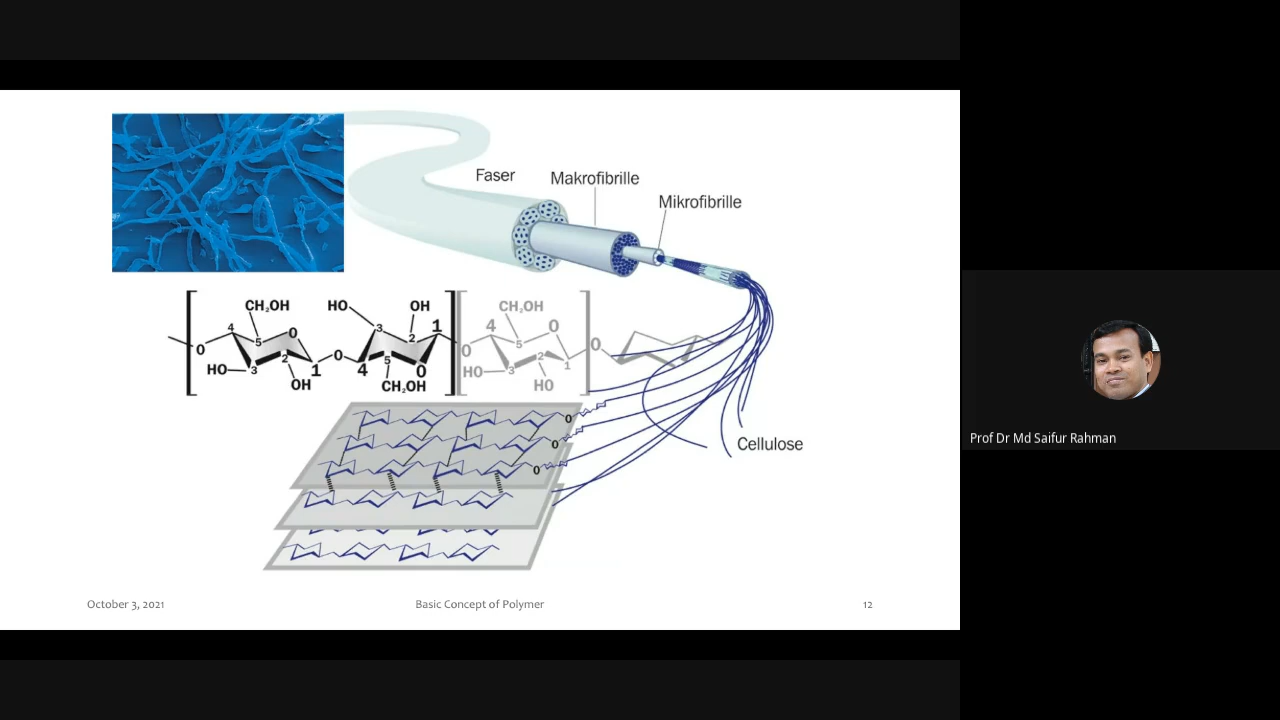 Faser
Makrofibrille
Mikrofibrille
CH₂OH
HO
OH
4
5
O
O
HO
3
2
OH
1
O
3
2
1
4
5
O
CH₂OH
CH₂OH
4
5
O
O
HO
3
2
1
HO
O
O
O
O
Cellulose
October 3, 2021
Basic Concept of Polymer
12
Prof Dr Md Saifur Rahman